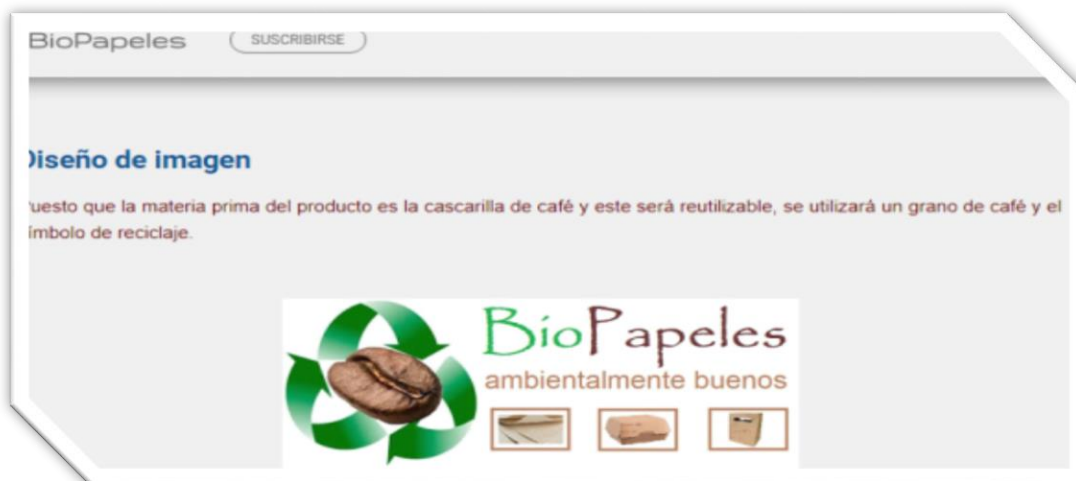 BioPapeles SUSCRIBIRSE
Diseño de imagen
uesto que la materia prima del producto es la cascarilla de café y este será reutilizable, se utilizará un grano de café y el
ímbolo de reciclaje.
BioPapeles
ambientalmente buenos